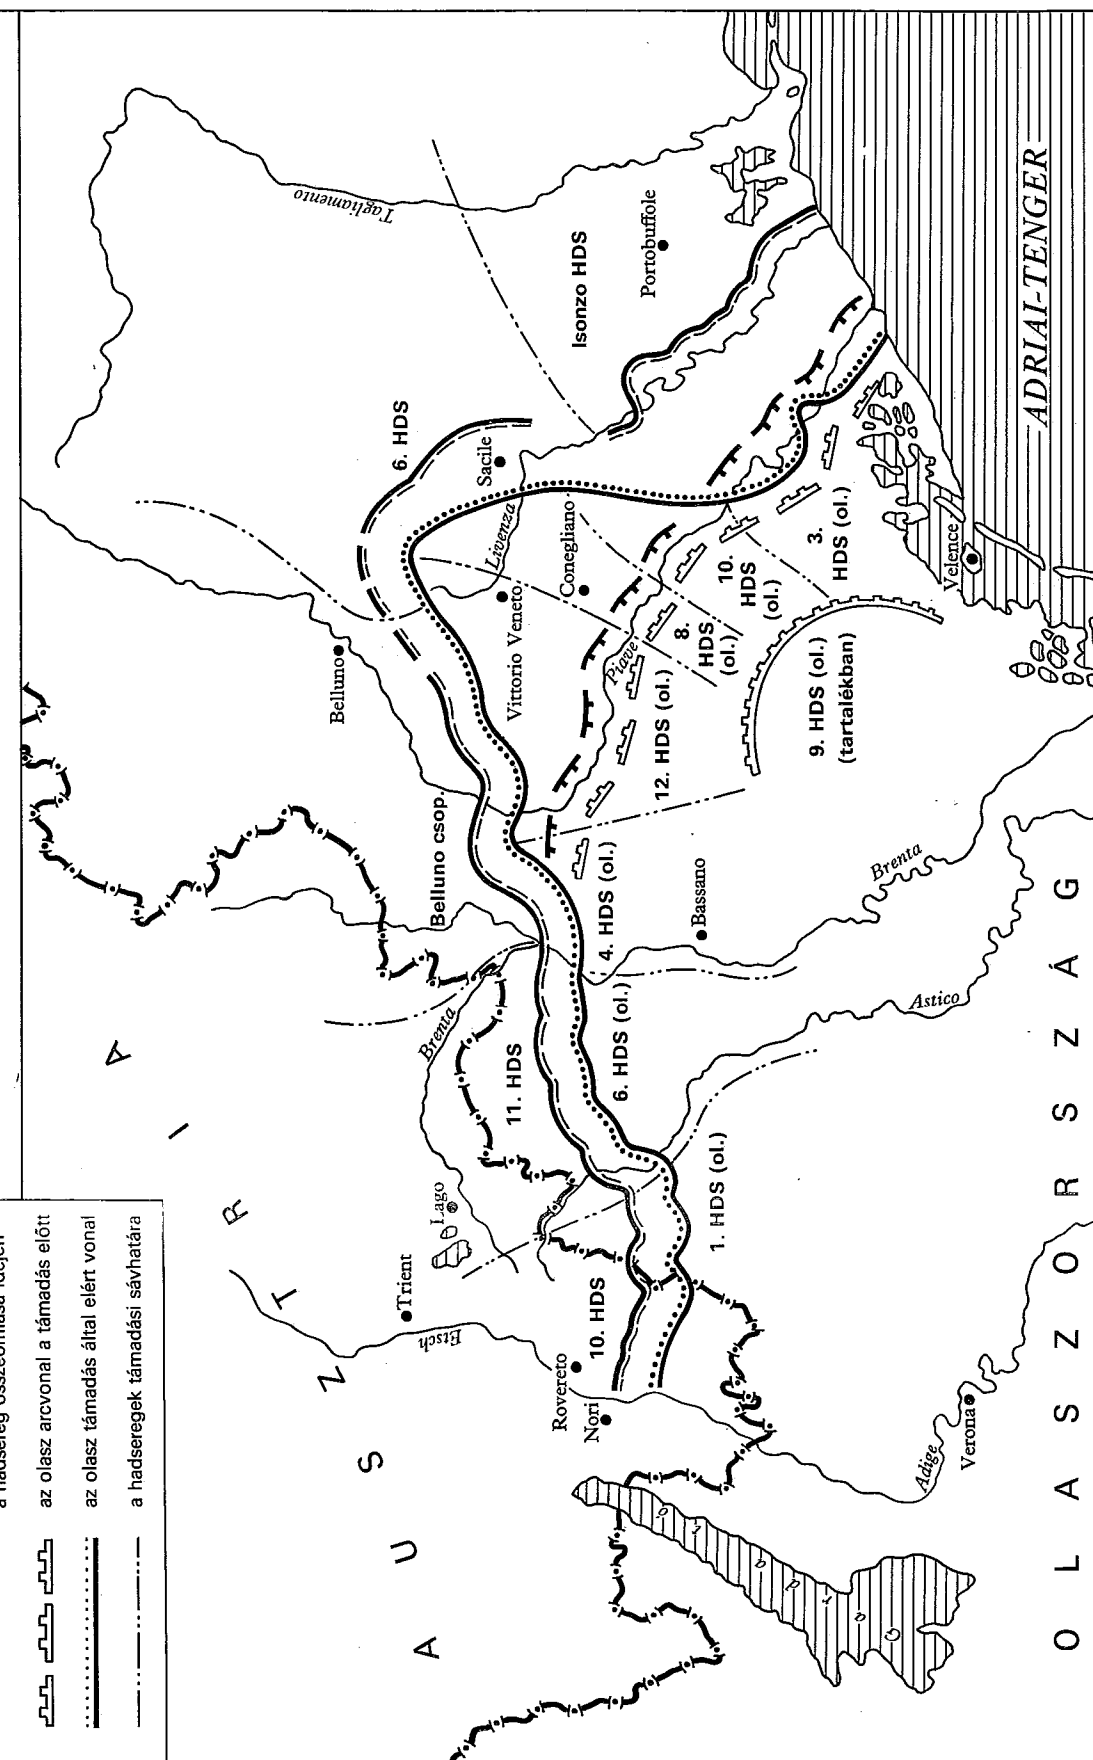 a hadsereg összeomlása idején
az olasz arcvonal a támadás előtt
az olasz támadás által elért vonal
a hadseregek támadási sávhatára
A U S Z T R I A
Tagliamento
Isonzo HDS
Portobuffole
6. HDS
Sacile
Livenza
Conegliano
Belluno
Vittorio Veneto
Piave
Belluno csop.
3.
HDS (ol.)
10.
HDS
(ol.)
8.
HDS
(ol.)
12. HDS (ol.)
9. HDS (ol.)
(tartalékban)
Velence
ADRIAI-TENGER
4. HDS (ol.)
Bassano
Brenta
Brenta
11. HDS
6. HDS (ol.)
Astico
Lago
1. HDS (ol.)
Trient
Etsch
10. HDS
Rovereto
Nori
Adige
Verona
Garda i
O L A S Z O R S Z Á G